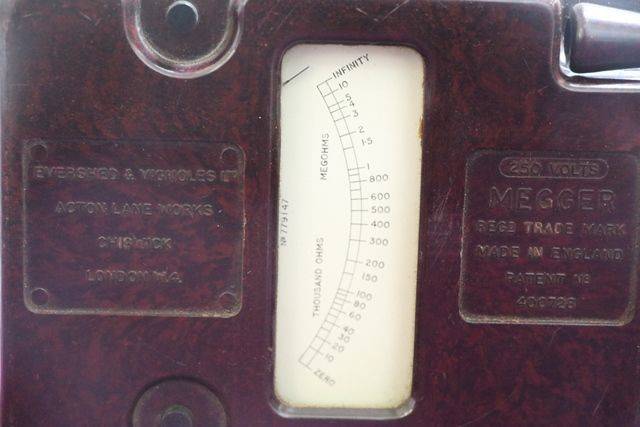 EVERSHED & VIGNOLES LTD
ACTON LANE WORKS
CHISWICK
LONDON W.4
INFINITY
10
5
4
3
2
1·5
1
800
600
500
400
300
200
150
100
80
60
40
30
20
10
ZERO
MEGOHMS
THOUSAND OHMS
No 779147
250 VOLTS
MEGGER
REGD TRADE MARK
MADE IN ENGLAND
PATENT No